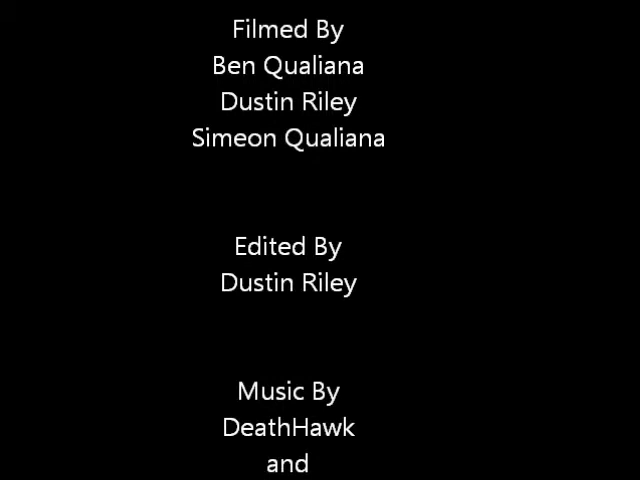 Filmed By
Ben Qualiana
Dustin Riley
Simeon Qualiana
Edited By
Dustin Riley
Music By
DeathHawk
and